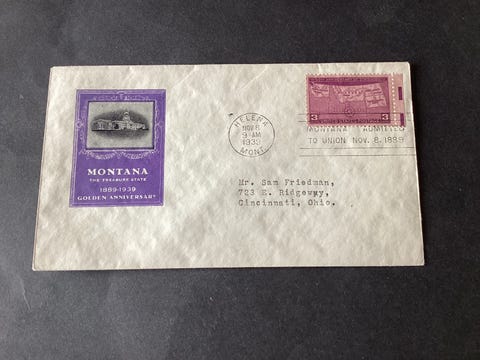 MONTANA
THE TREASURE STATE
1889-1939
GOLDEN ANNIVERSARY
HELENA
NOV 8
9-AM
1939
MONT.
3 3
MONTANA ADMITTED
TO UNION NOV. 8, 1889
Mr. Sam Friedman,
723 E. Ridgeway,
Cincinnati, Ohio.